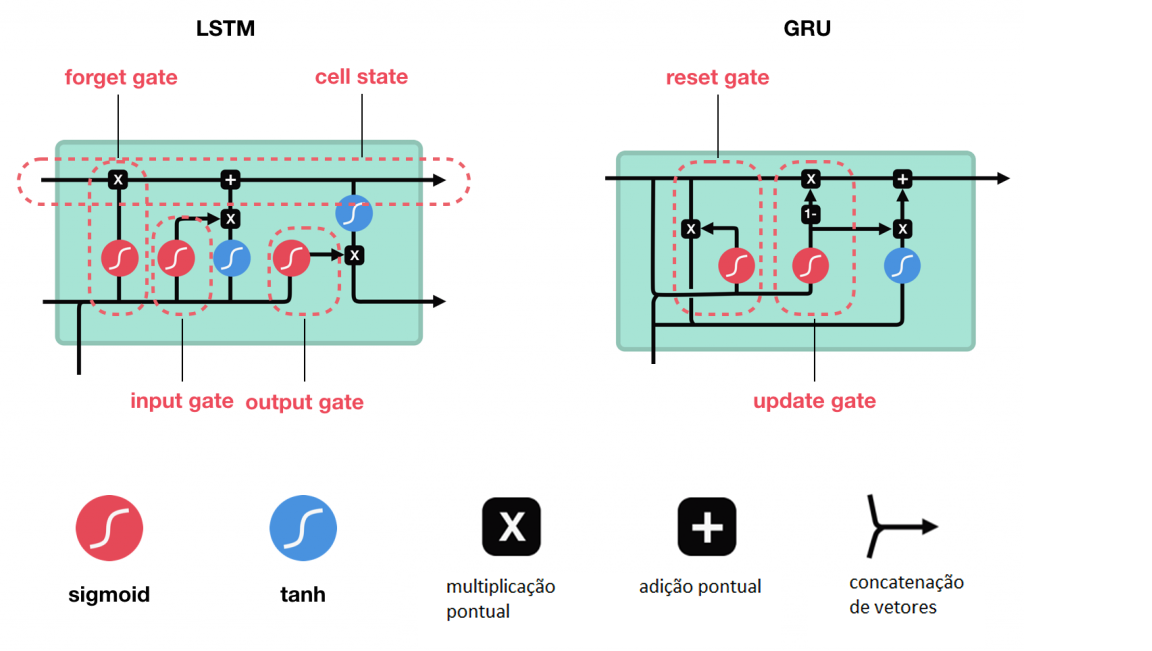 LSTM
GRU
forget gate
cell state
reset gate
X
+
X
X
X
+
1-
X
X
input gate
output gate
update gate
X
+
sigmoid
tanh
multiplicação
pontual
adição pontual
concatenação
de vetores